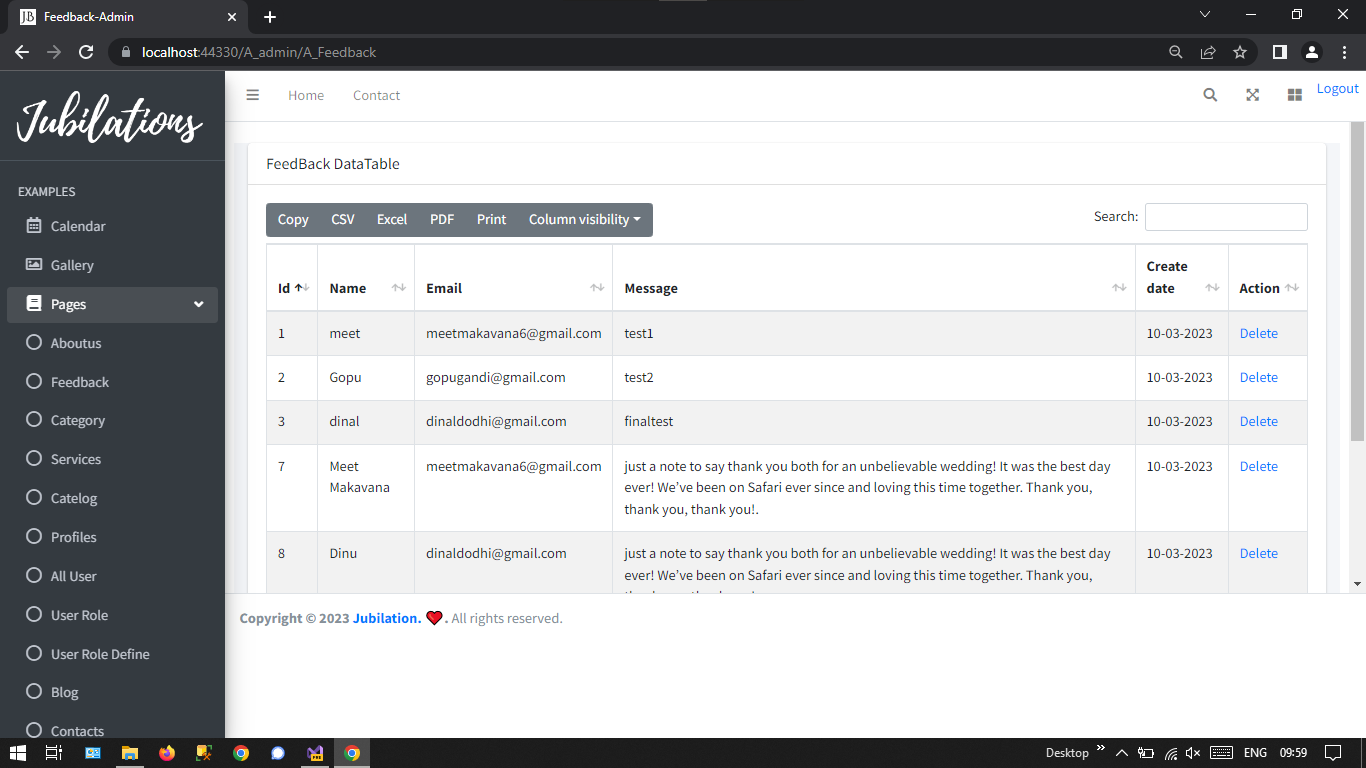 Feedback-Admin
localhost:44330/A_admin/A_Feedback
Jubilations
Home
Contact
Logout
EXAMPLES
Calendar
Gallery
Pages
Aboutus
Feedback
Category
Services
Catelog
Profiles
All User
User Role
User Role Define
Blog
Contacts
FeedBack DataTable
Copy CSV Excel PDF Print Column visibility
Search:
Id Name Email Message Create date Action
1 meet meetmakavana6@gmail.com test1 10-03-2023 Delete
2 Gopu gopugandi@gmail.com test2 10-03-2023 Delete
3 dinal dinaldodhi@gmail.com finaltest 10-03-2023 Delete
7 Meet Makavana meetmakavana6@gmail.com just a note to say thank you both for an unbelievable wedding! It was the best day 10-03-2023 Delete
ever! We’ve been on Safari ever since and loving this time together. Thank you,
thank you, thank you!.
8 Dinu dinaldodhi@gmail.com just a note to say thank you both for an unbelievable wedding! It was the best day 10-03-2023 Delete
ever! We’ve been on Safari ever since and loving this time together. Thank you,
Copyright © 2023 Jubilation. ❤. All rights reserved.
Desktop
ENG
09:59